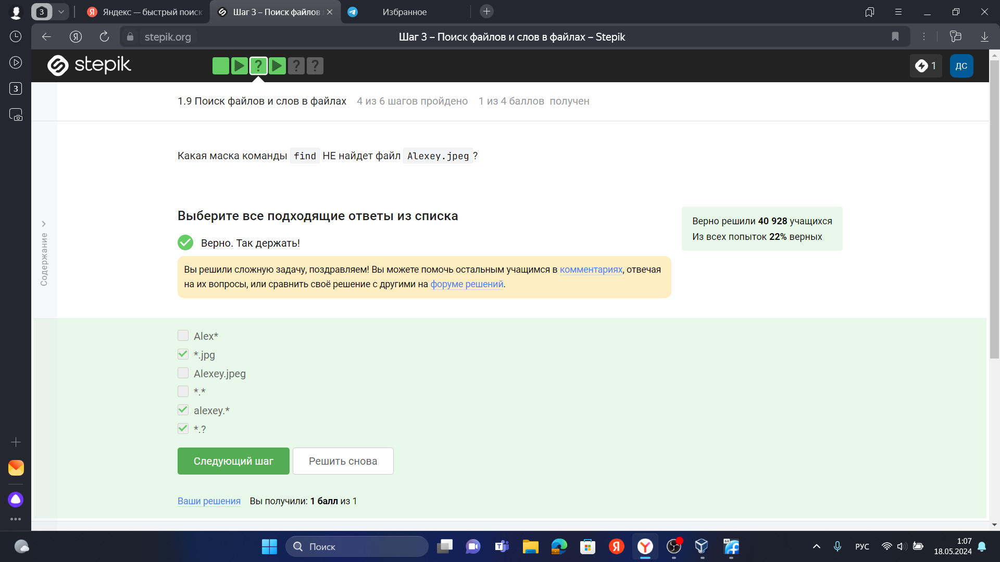 3
Яндекс — быстрый поиск
Шаг 3 – Поиск файлов
Избранное
stepik.org
Шаг 3 – Поиск файлов и слов в файлах – Stepik
3
stepik
? ? ?
1
ДС
1.9 Поиск файлов и слов в файлах 4 из 6 шагов пройдено 1 из 4 баллов получен
Какая маска команды find НЕ найдет файл Alexey.jpeg?
Содержание
Выберите все подходящие ответы из списка
Верно. Так держать!
Верно решили 40 928 учащихся
Из всех попыток 22% верных
Вы решили сложную задачу, поздравляем! Вы можете помочь остальным учащимся в комментариях, отвечая
на их вопросы, или сравнить своё решение с другими на форуме решений.
Alex*
*.jpg
Alexey.jpeg
*.*
alexey.*
*.?
Следующий шаг
Решить снова
Ваши решения Вы получили: 1 балл из 1
Поиск
64
РУС
1:07
18.05.2024